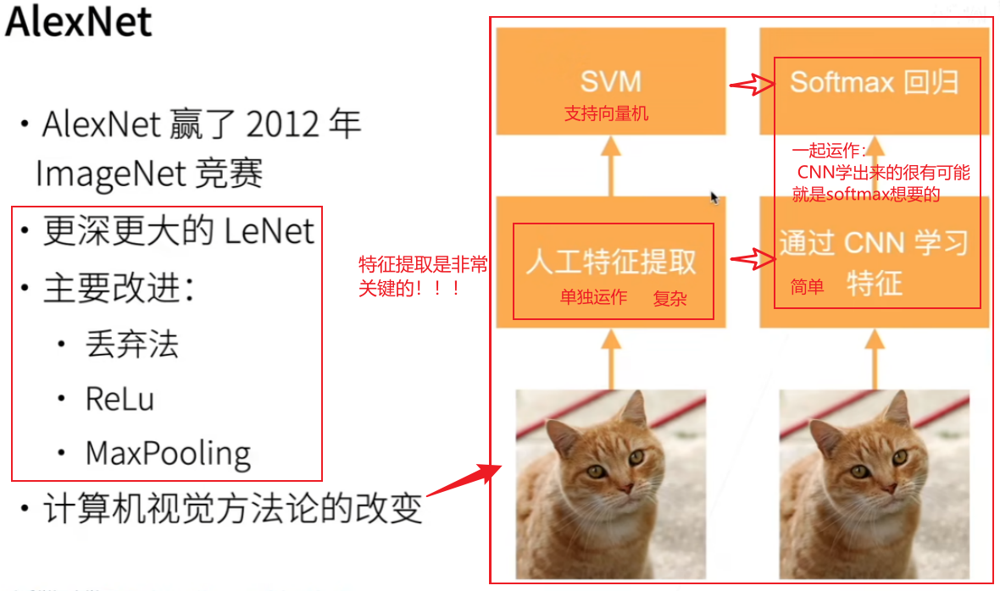 AlexNet
• AlexNet 赢了 2012 年
ImageNet 竞赛
• 更深更大的 LeNet
• 主要改进：
• 丢弃法
• ReLu
• MaxPooling
• 计算机视觉方法论的改变
特征提取是非常
关键的！！！
SVM
支持向量机
人工特征提取
单独运作 复杂
Softmax 回归
一起运作：
CNN学出来的很有可能
就是softmax想要的
通过 CNN 学习
特征
简单